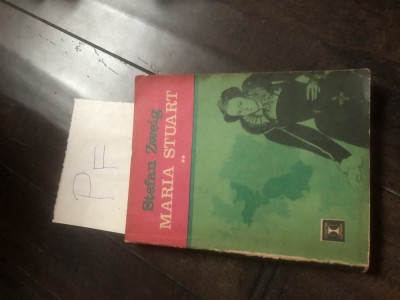 Stefan Zweig
MARIA STUART
**
PF